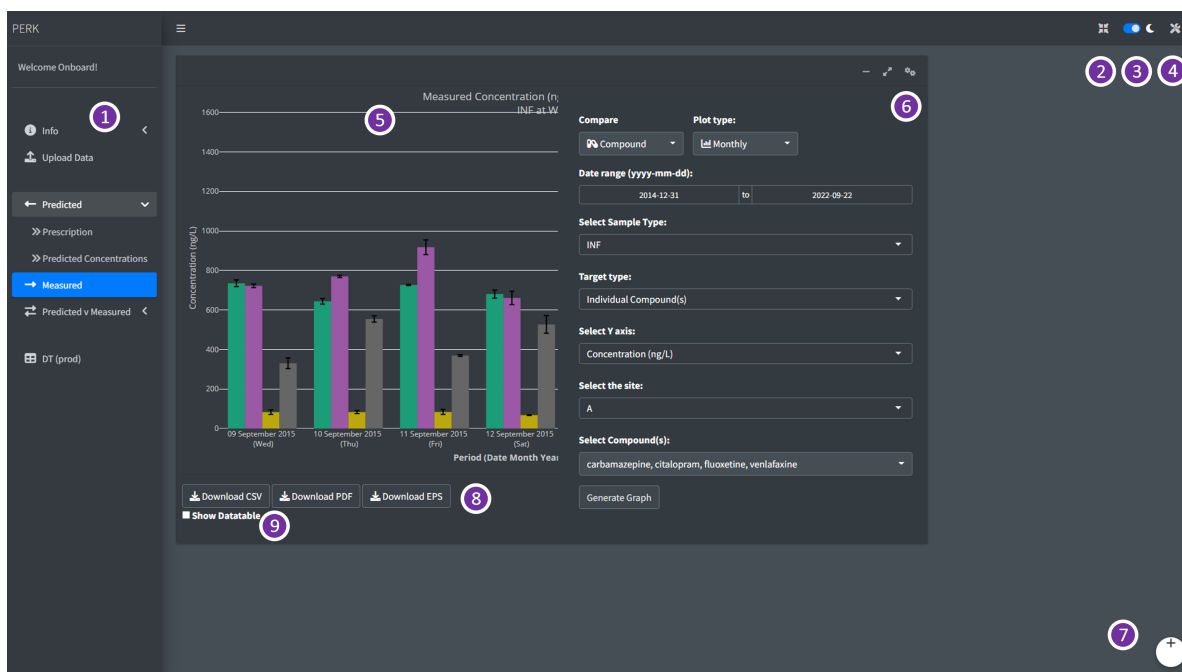 PERK
2
3
4
Welcome Onboard!
1
Info
Upload Data
Predicted
Prescription
Predicted Concentrations
Measured
Predicted v Measured
DT (prod)
5
Measured Concentration (n
INF at W
1600
1400
1200
1000
800
600
400
200
0
Concentration (ng/L)
09 September 2015
(Wed)
10 September 2015
(Thu)
11 September 2015
(Fri)
12 September 2015
(Sat)
Period (Date Month Year
6
Compare Plot type:
Compound Monthly
Date range (yyyy-mm-dd):
2014-12-31 to 2022-09-22
Select Sample Type:
INF
Target type:
Individual Compound(s)
Select Y axis:
Concentration (ng/L)
Select the site:
A
Select Compound(s):
carbamazepine, citalopram, fluoxetine, venlafaxine
Generate Graph
Download CSV Download PDF Download EPS 8
Show Datatable 9
7
+